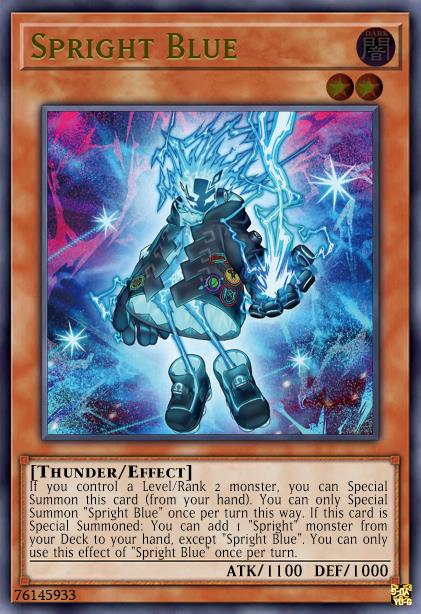 Spright Blue
DARK
闇
[Thunder/Effect]
If you control a Level/Rank 2 monster, you can Special
Summon this card (from your hand). You can only Special
Summon "Spright Blue" once per turn this way. If this card is
Special Summoned: You can add 1 "Spright" monster from
your Deck to your hand, except "Spright Blue". You can only
use this effect of "Spright Blue" once per turn.
ATK/1100 DEF/1000
76145933